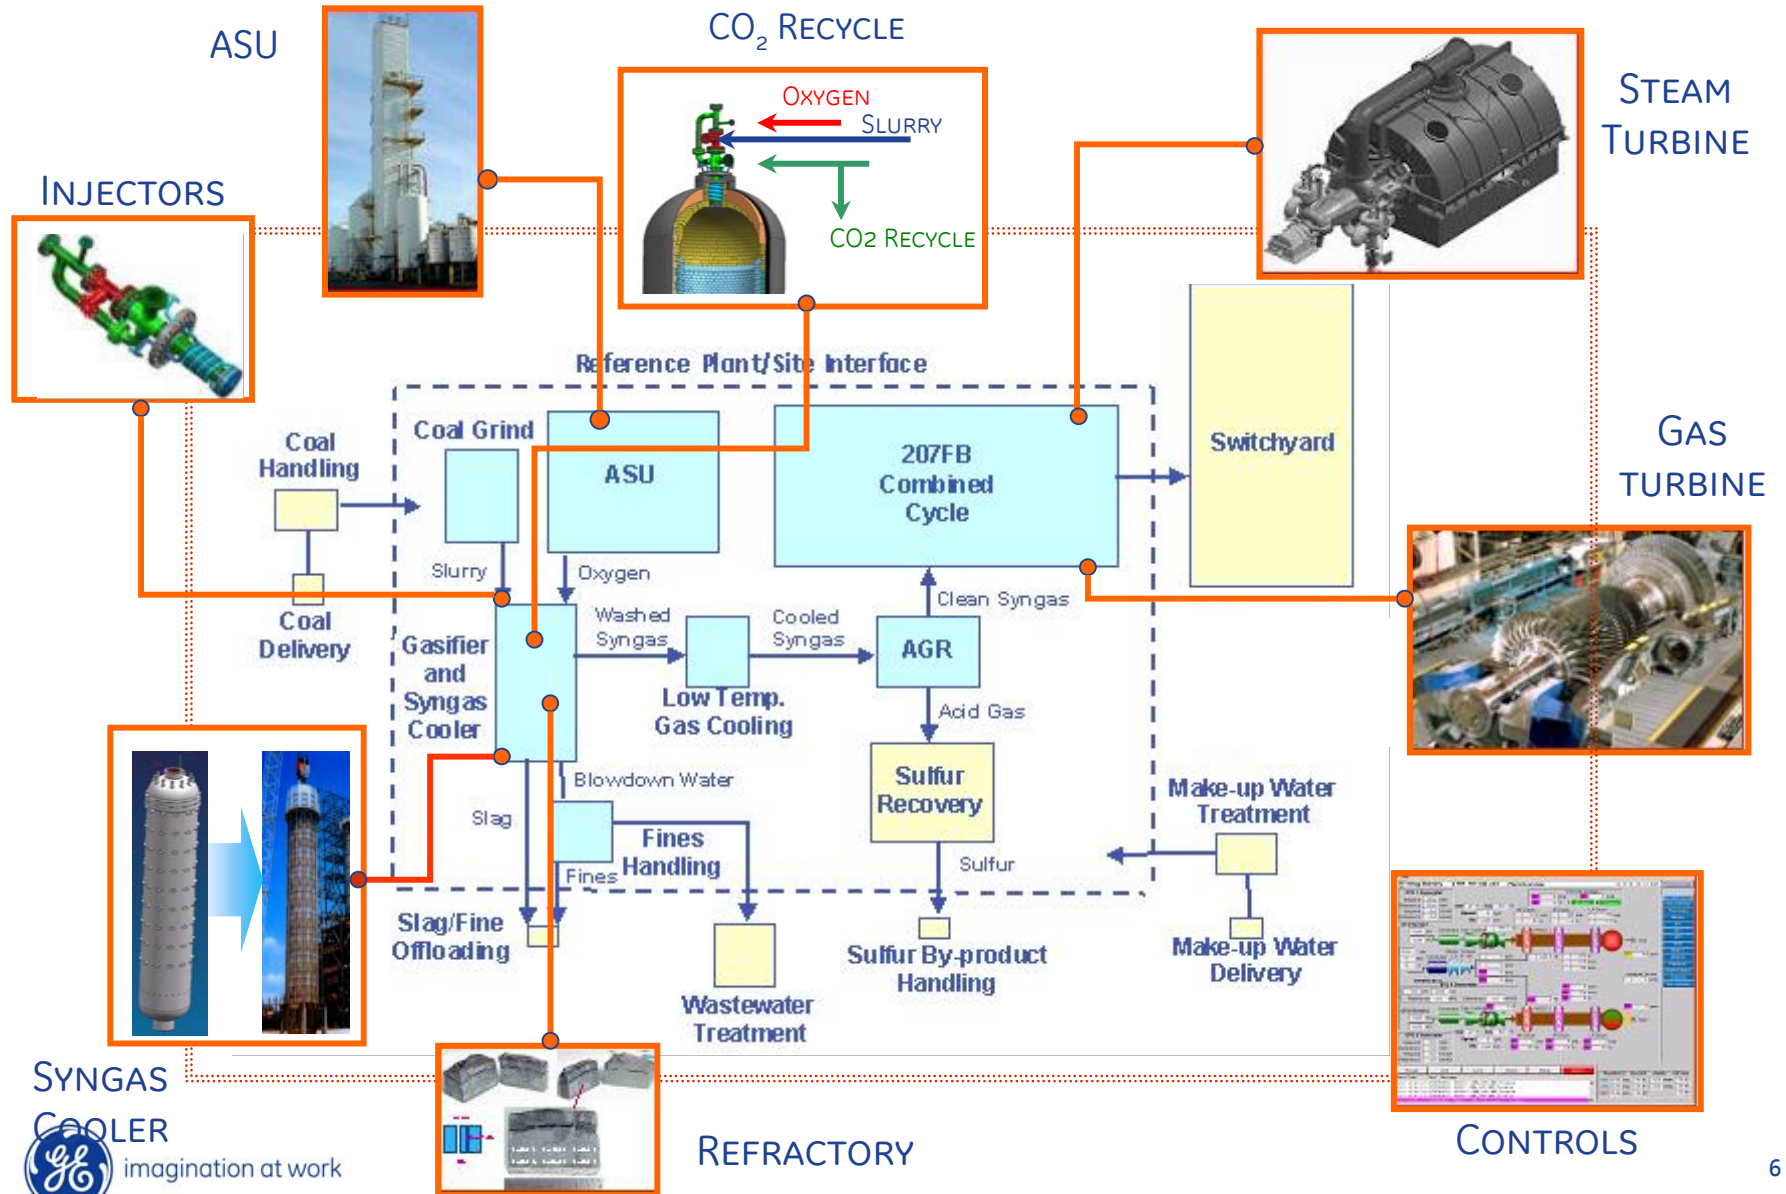 ASU
CO2 RECYCLE
OXYGEN
SLURRY
CO2 RECYCLE
STEAM
TURBINE
INJECTORS
Reference Plant/Site Interface
Coal
Handling
Coal Grind
ASU
207FB
Combined
Cycle
Switchyard
GAS
TURBINE
Slurry
Oxygen
Coal
Delivery
Gasifier
and
Syngas
Cooler
Washed
Syngas
Cooled
Syngas
Clean Syngas
AGR
Low Temp.
Gas Cooling
Acid Gas
Blowdown Water
Slag
Fines
Handling
Fines
Sulfur
Recovery
Sulfur
Make-up Water
Treatment
Slag/Fine
Offloading
Wastewater
Treatment
Sulfur By-product
Handling
Make-up Water
Delivery
SYNGAS
COOLER
REFRACTORY
CONTROLS
GE
imagination at work
6